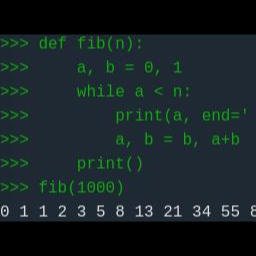 >>> def fib(n):
>>>     a, b = 0, 1
>>>     while a < n:
>>>         print(a, end='
>>>         a, b = b, a+b
>>>     print()
>>> fib(1000)
0 1 1 2 3 5 8 13 21 34 55 8